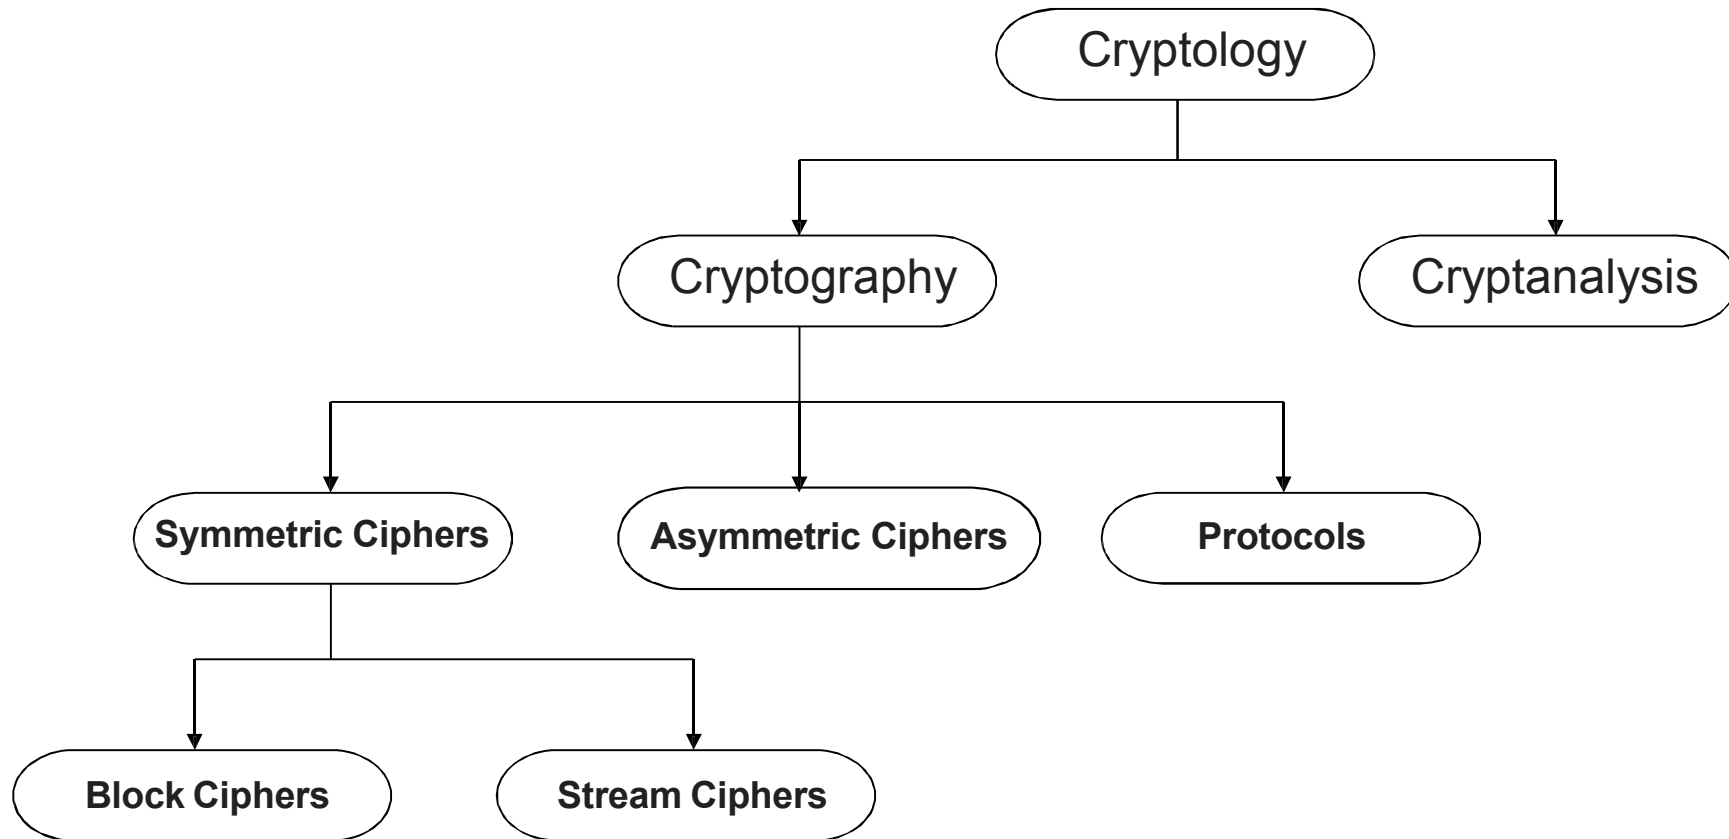 Cryptology
Cryptography
Cryptanalysis
Symmetric Ciphers
Asymmetric Ciphers
Protocols
Block Ciphers
Stream Ciphers